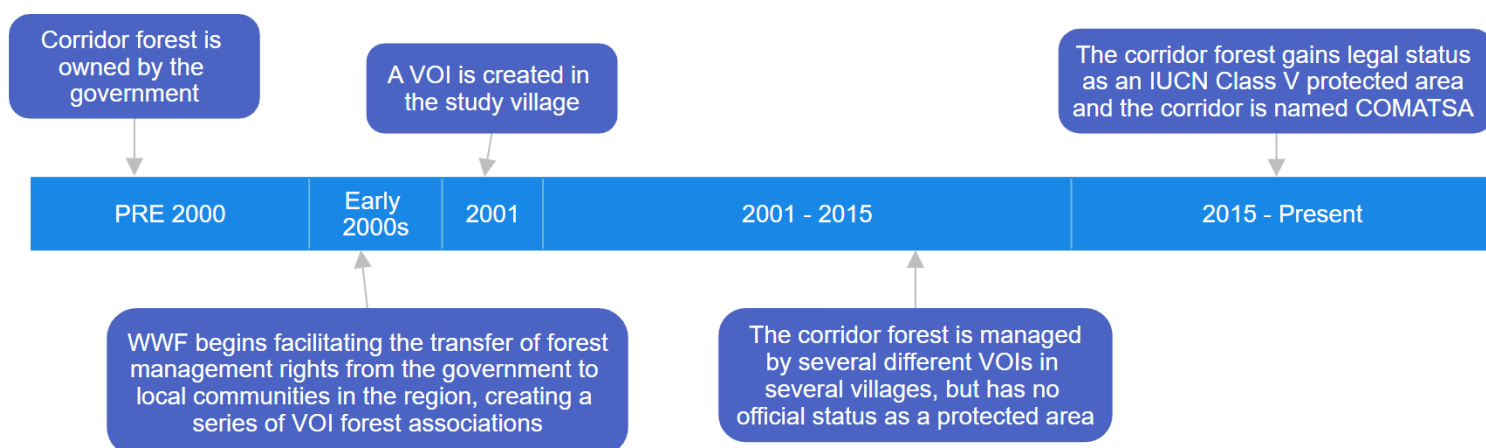 Corridor forest is
owned by the
government
A VOI is created in
the study village
The corridor forest gains legal status
as an IUCN Class V protected area
and the corridor is named COMATSA
PRE 2000
Early
2000s
2001
2001 - 2015
2015 - Present
WWF begins facilitating the transfer of forest
management rights from the government to
local communities in the region, creating a
series of VOI forest associations
The corridor forest is managed
by several different VOIs in
several villages, but has no
official status as a protected area